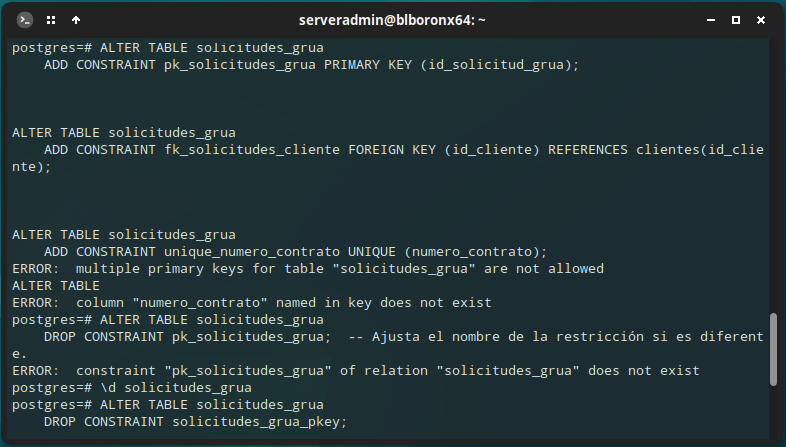 serveradmin@blboronx64: ~
postgres=# ALTER TABLE solicitudes_grua
    ADD CONSTRAINT pk_solicitudes_grua PRIMARY KEY (id_solicitud_grua);
ALTER TABLE solicitudes_grua
    ADD CONSTRAINT fk_solicitudes_cliente FOREIGN KEY (id_cliente) REFERENCES clientes(id_clie
nte);
ALTER TABLE solicitudes_grua
    ADD CONSTRAINT unique_numero_contrato UNIQUE (numero_contrato);
ERROR:  multiple primary keys for table "solicitudes_grua" are not allowed
ALTER TABLE
ERROR:  column "numero_contrato" named in key does not exist
postgres=# ALTER TABLE solicitudes_grua
    DROP CONSTRAINT pk_solicitudes_grua;  -- Ajusta el nombre de la restricción si es diferent
e.
ERROR:  constraint "pk_solicitudes_grua" of relation "solicitudes_grua" does not exist
postgres=# \d solicitudes_grua
postgres=# ALTER TABLE solicitudes_grua
    DROP CONSTRAINT solicitudes_grua_pkey;